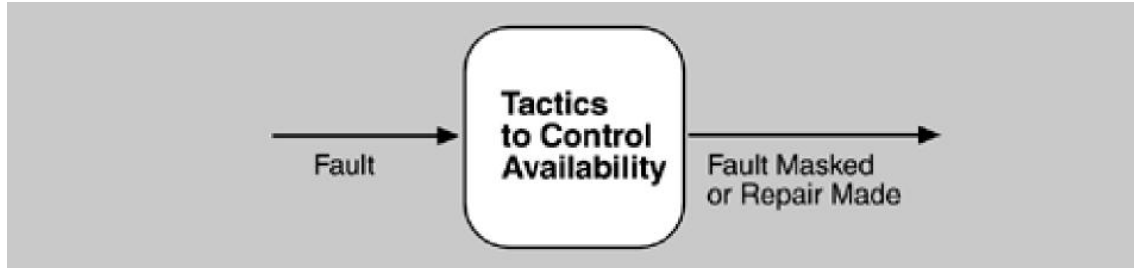 Fault
Tactics
to Control
Availability
Fault Masked
or Repair Made